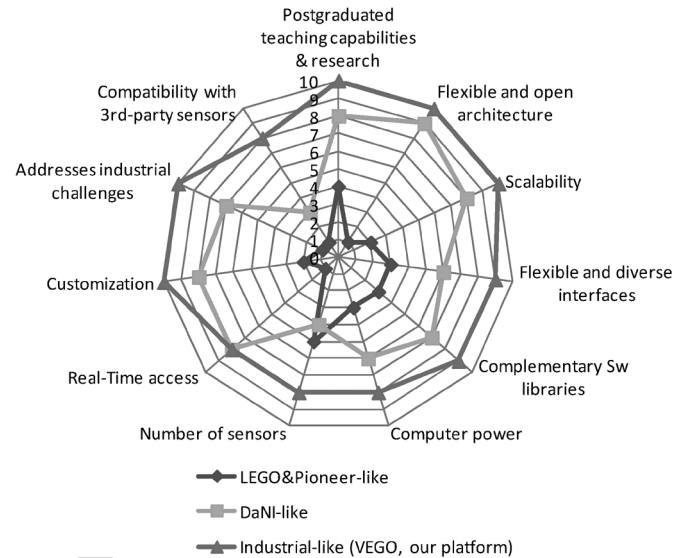 Postgraduated
teaching capabilities
& research
Compatibility with
3rd-party sensors
Flexible and open
architecture
Addresses industrial
challenges
Scalability
Customization
Flexible and diverse
interfaces
Real-Time access
Complementary Sw
libraries
Number of sensors
Computer power
10
9
8
7
6
5
4
3
2
1
0
LEGO&Pioneer-like
DaNI-like
Industrial-like (VEGO, our platform)